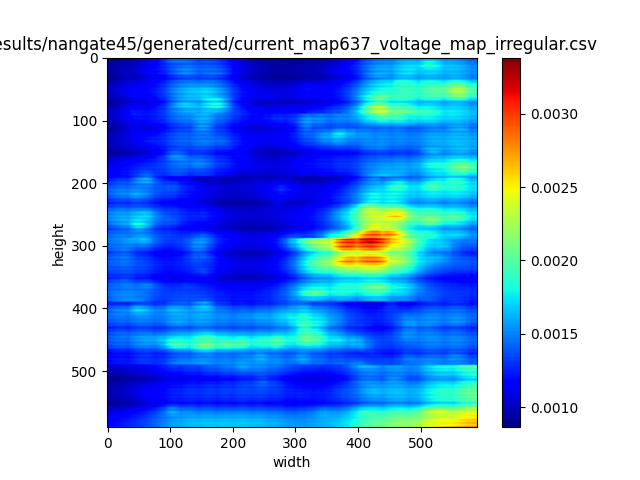 esults/nangate45/generated/current_map637_voltage_map_irregular.csv
0
100
200
300
400
500
height
0 100 200 300 400 500
width
0.0030
0.0025
0.0020
0.0015
0.0010